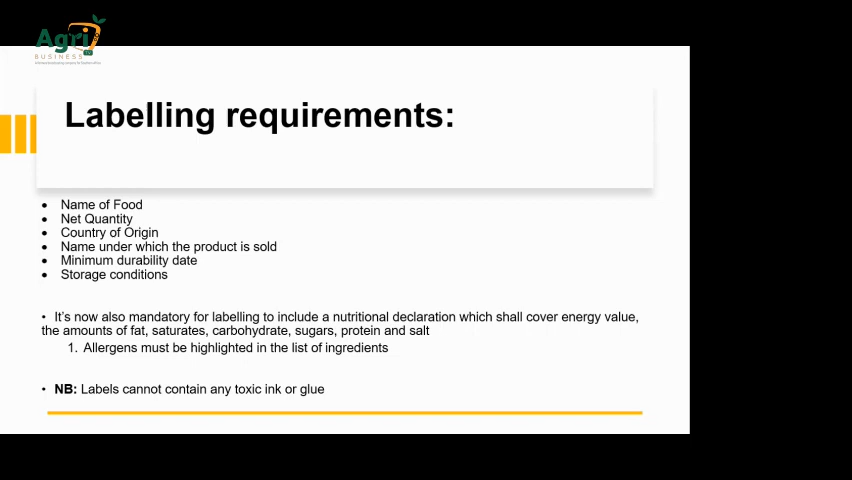 Agri
BUSINESS
Labelling requirements:
• Name of Food
• Net Quantity
• Country of Origin
• Name under which the product is sold
• Minimum durability date
• Storage conditions
• It's now also mandatory for labelling to include a nutritional declaration which shall cover energy value,
the amounts of fat, saturates, carbohydrate, sugars, protein and salt
1. Allergens must be highlighted in the list of ingredients
• NB: Labels cannot contain any toxic ink or glue